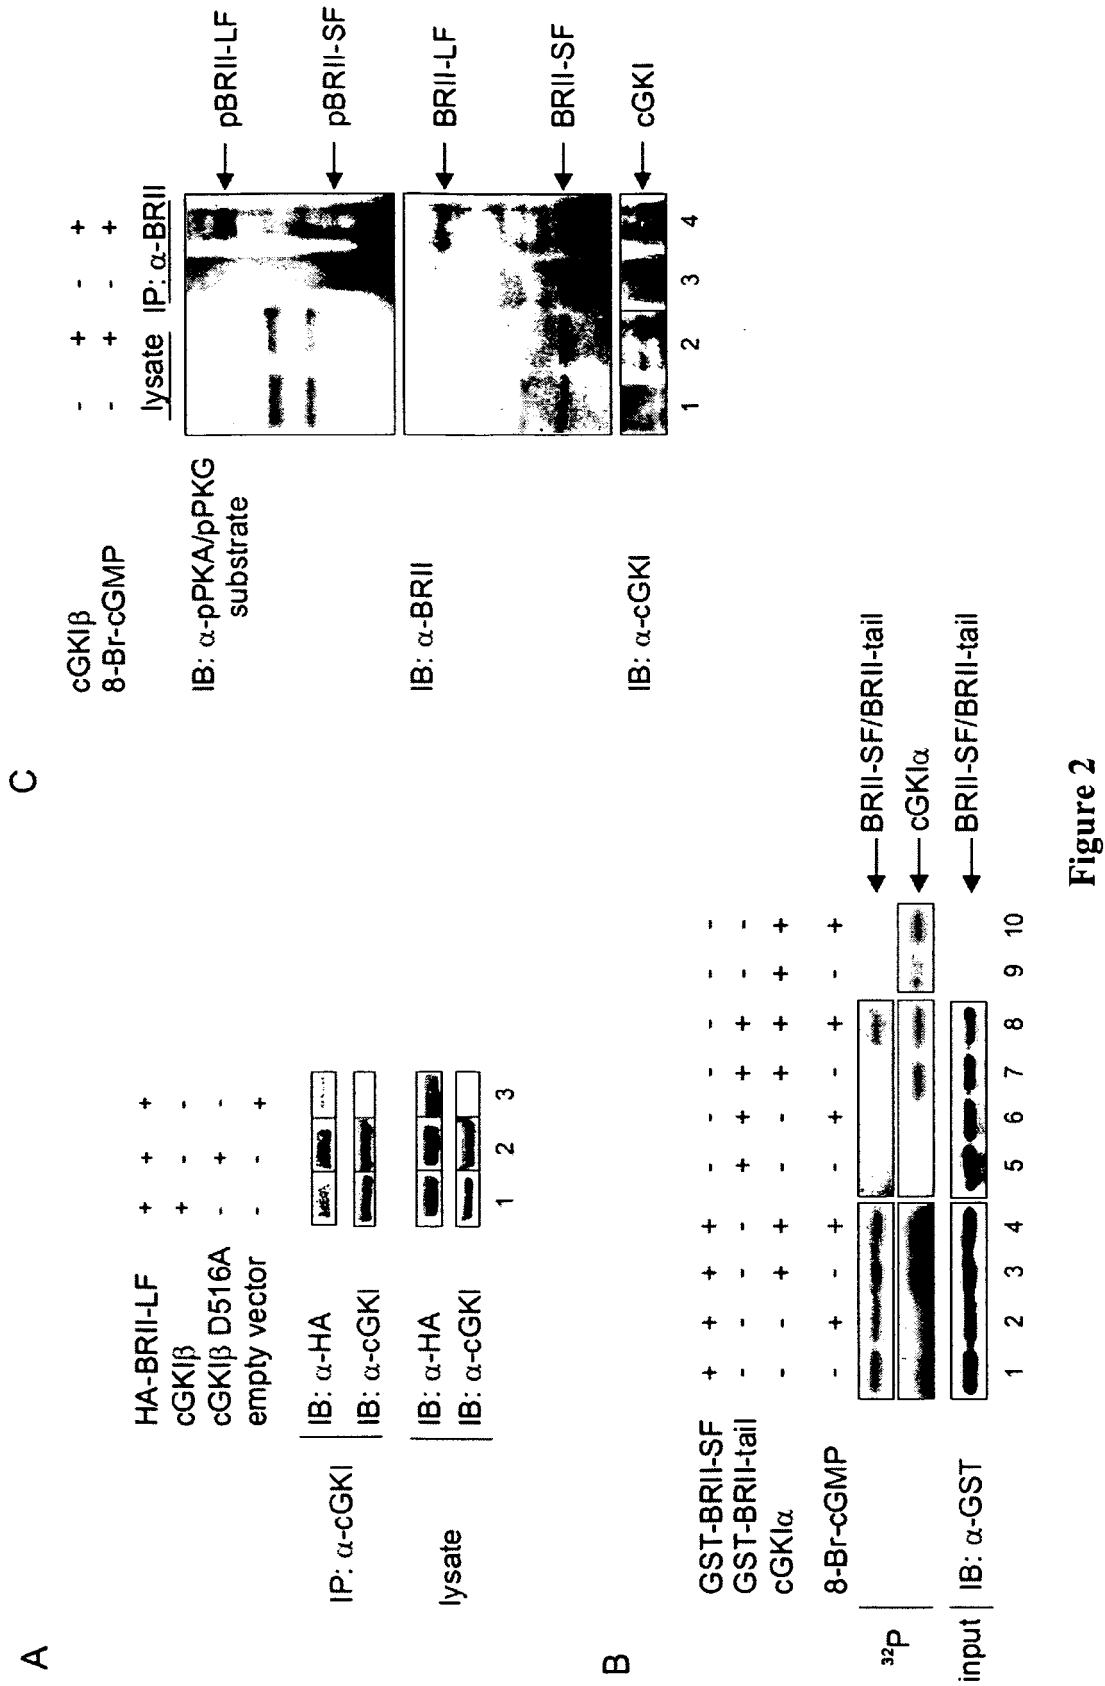 A
HA-BRII-LF + + +
cGKIβ + - -
cGKIβ D516A - + -
empty vector - - +
IP: α-cGKI
IB: α-HA
IB: α-cGKI
lysate
IB: α-HA
IB: α-cGKI
1 2 3
B
GST-BRII-SF + + + + - - - - - -
GST-BRII-tail - - - - + + + + - -
cGKIα - - + + - - + + + +
8-Br-cGMP - + - + - + - + - +
32P
BRII-SF/BRII-tail
cGKIα
input IB: α-GST
BRII-SF/BRII-tail
1 2 3 4 5 6 7 8 9 10
C
cGKIβ - + - +
8-Br-cGMP - + - +
lysate IP: α-BRII
IB: α-pPKA/pPKG
substrate
pBRII-LF
pBRII-SF
IB: α-BRII
BRII-LF
BRII-SF
IB: α-cGKI
cGKI
1 2 3 4
Figure 2